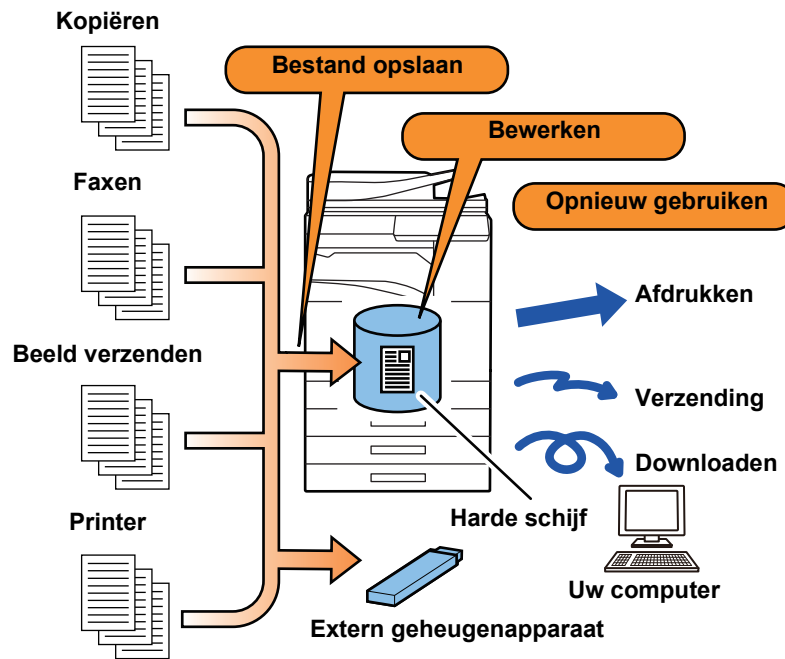 Kopiëren
Bestand opslaan
Bewerken
Faxen
Opnieuw gebruiken
Afdrukken
Beeld verzenden
Verzending
Downloaden
Printer
Harde schijf
Uw computer
Extern geheugenapparaat